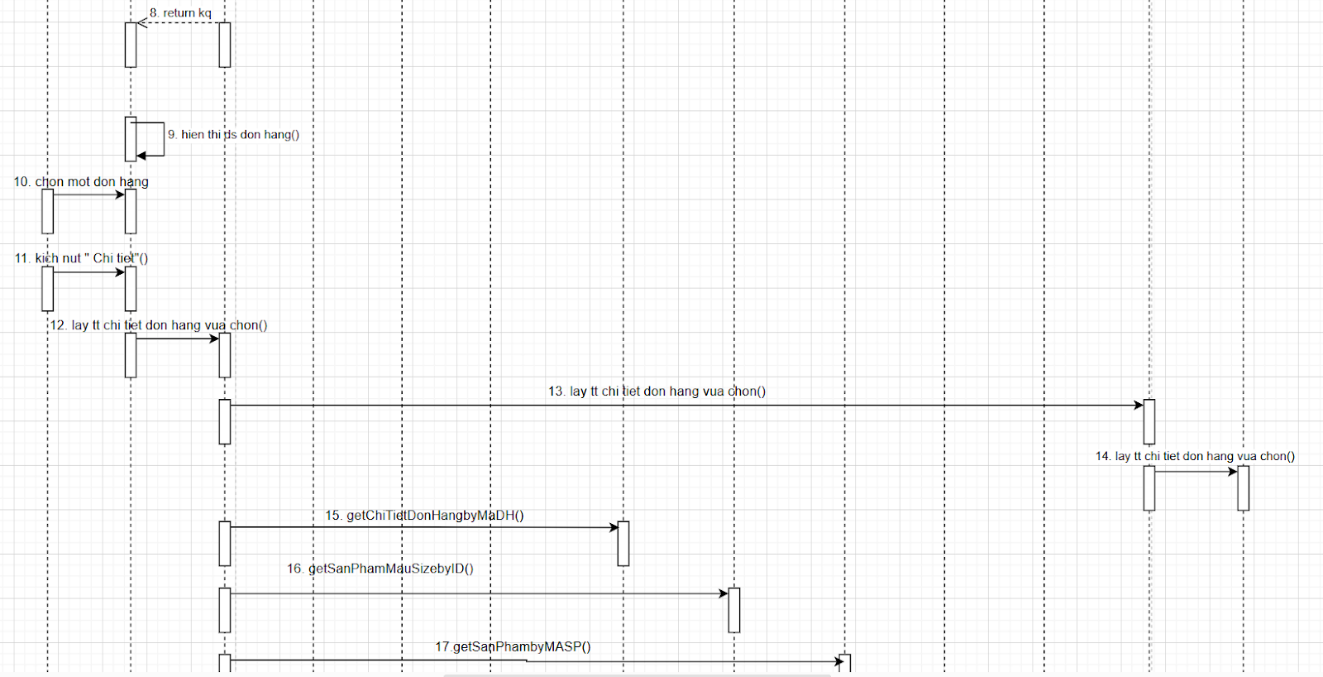 8. return kq
9. hien thi ds don hang()
10. chon mot don hang
11. kich nut " Chi tiet"()
12. lay tt chi tiet don hang vua chon()
13. lay tt chi tiet don hang vua chon()
14. lay tt chi tiet don hang vua chon()
15. getChiTietDonHangbyMaDH()
16. getSanPhamMauSizebyID()
17.getSanPhambyMASP()